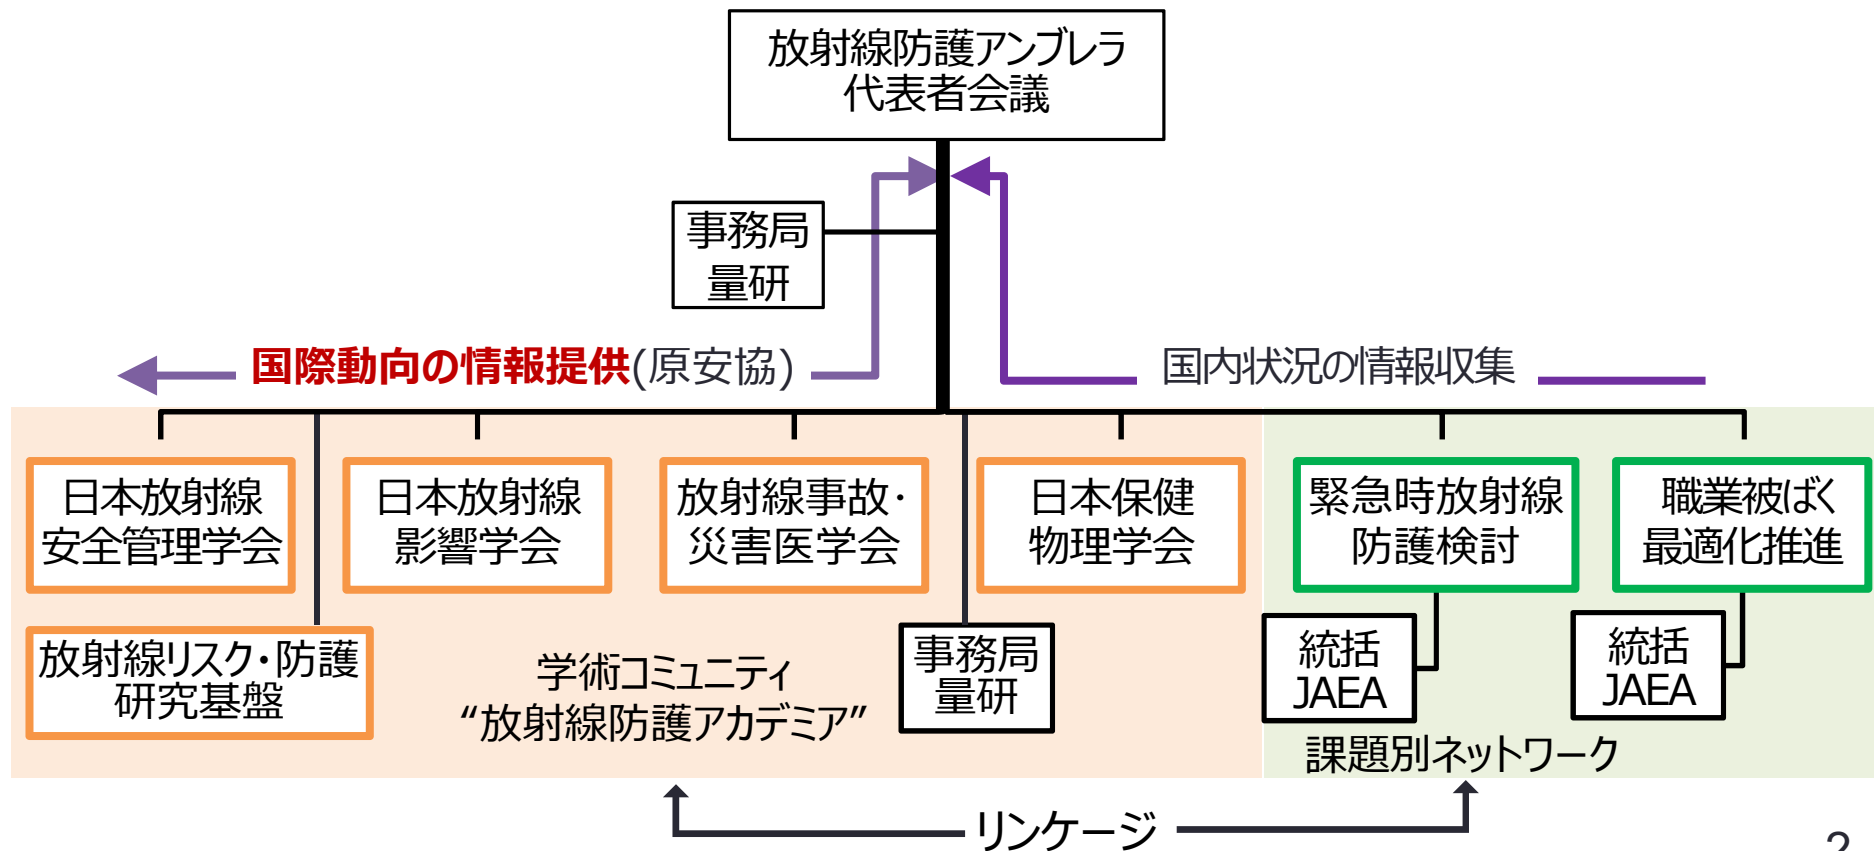 放射線防護アンブレラ
代表者会議
事務局
量研
国際動向の情報提供(原安協)
国内状況の情報収集
日本放射線
安全管理学会
日本放射線
影響学会
放射線事故・
災害医学会
日本保健
物理学会
緊急時放射線
防護検討
職業被ばく
最適化推進
放射線リスク・防護
研究基盤
学術コミュニティ
“放射線防護アカデミア”
事務局
量研
統括
JAEA
統括
JAEA
課題別ネットワーク
リンケージ
2